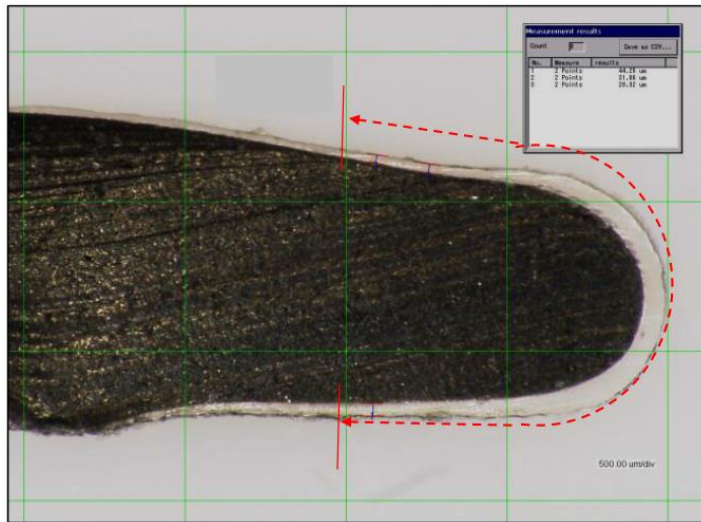 Measurement results
Count
Save as CSV...
No. Measure results
1 2 Points
2 2 Points
3 2 Points
500.00 um/div